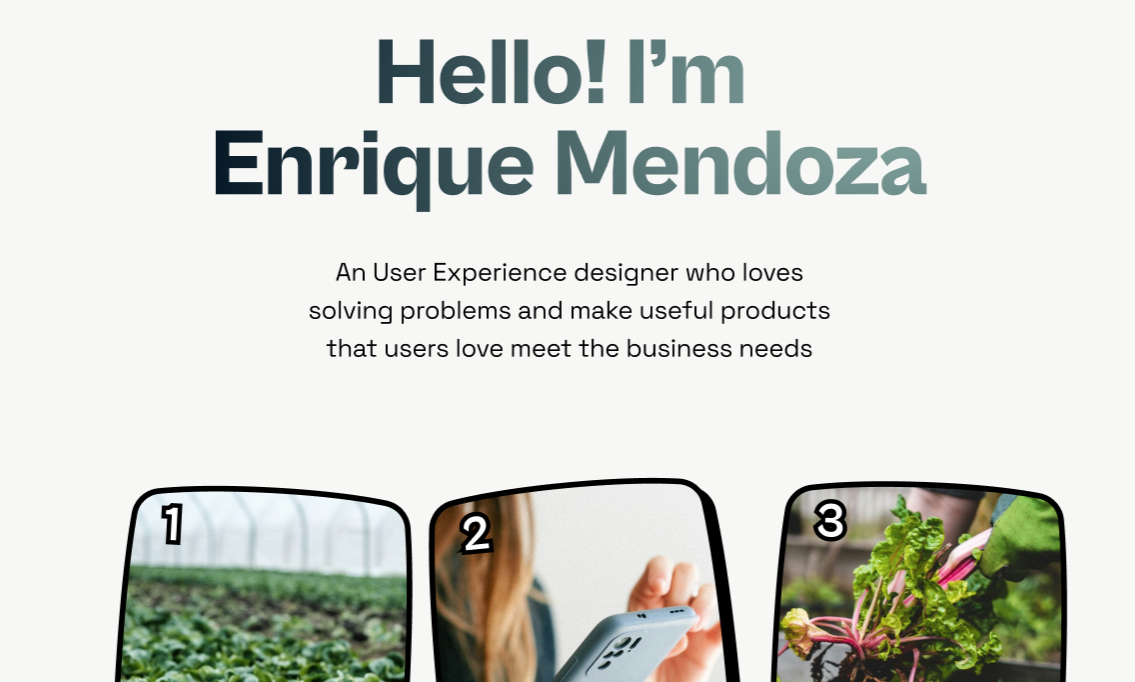 Hello! I’m
Enrique Mendoza
An User Experience designer who loves
solving problems and make useful products
that users love meet the business needs
1
2
3